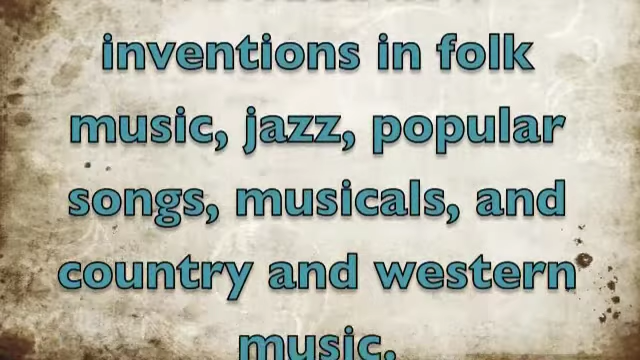 inventions in folk
music, jazz, popular
songs, musicals, and
country and western
music.